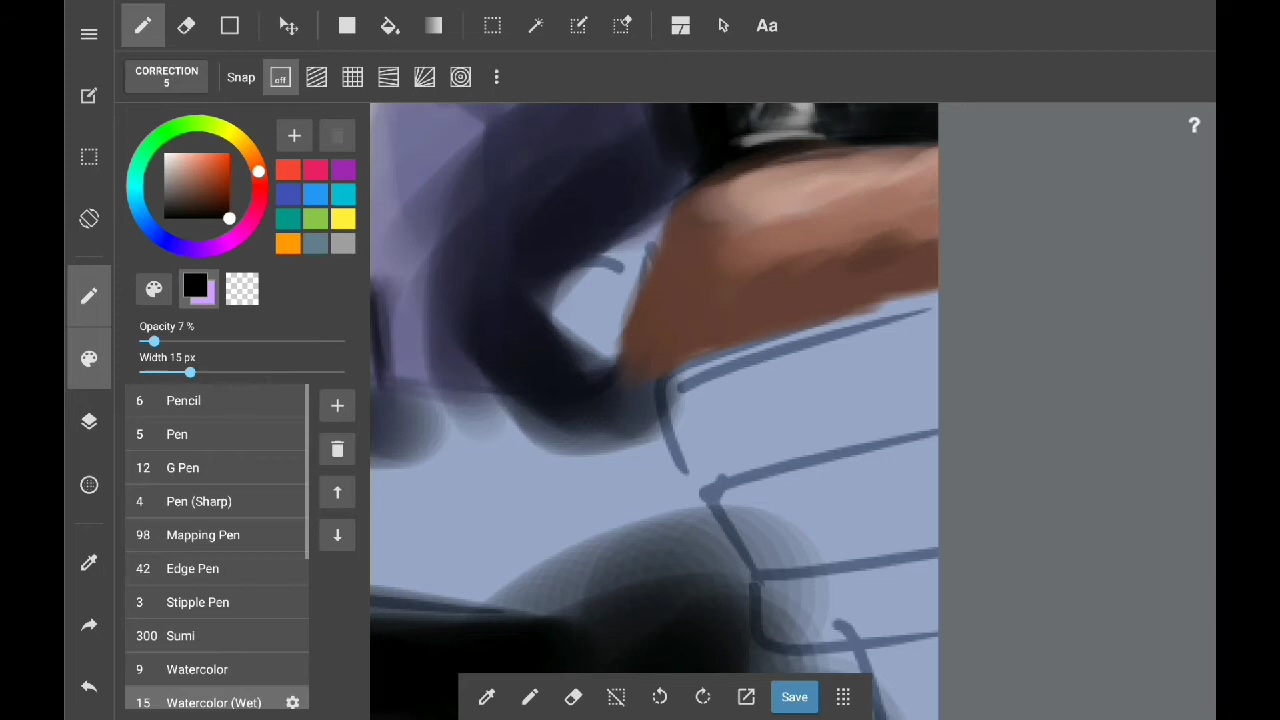 Aa
CORRECTION
5
Snap
off
?
Opacity 7 %
Width 15 px
6 Pencil
5 Pen
12 G Pen
4 Pen (Sharp)
98 Mapping Pen
42 Edge Pen
3 Stipple Pen
300 Sumi
9 Watercolor
15 Watercolor (Wet)
Save